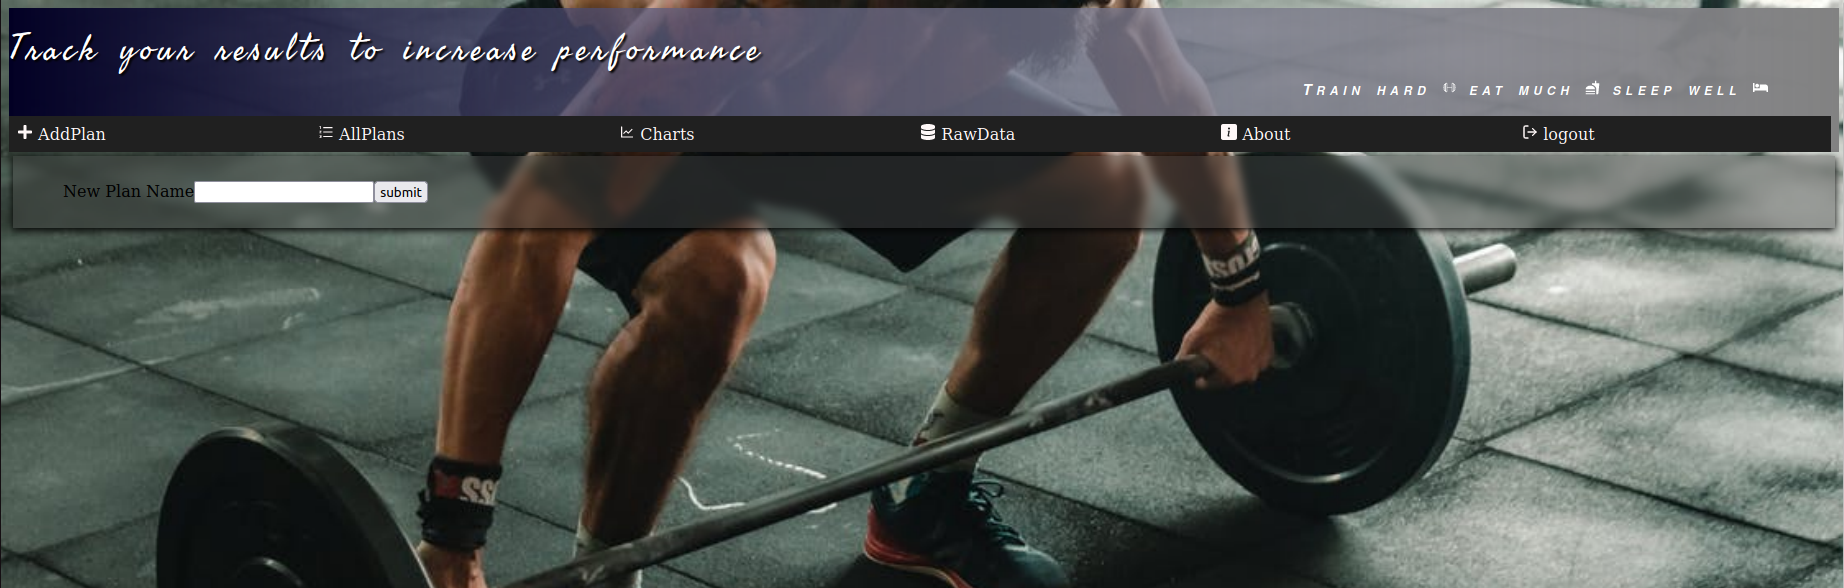 Track your results to increase performance
Train hard eat much sleep well
AddPlan AllPlans Charts RawData About logout
New Plan Name submit